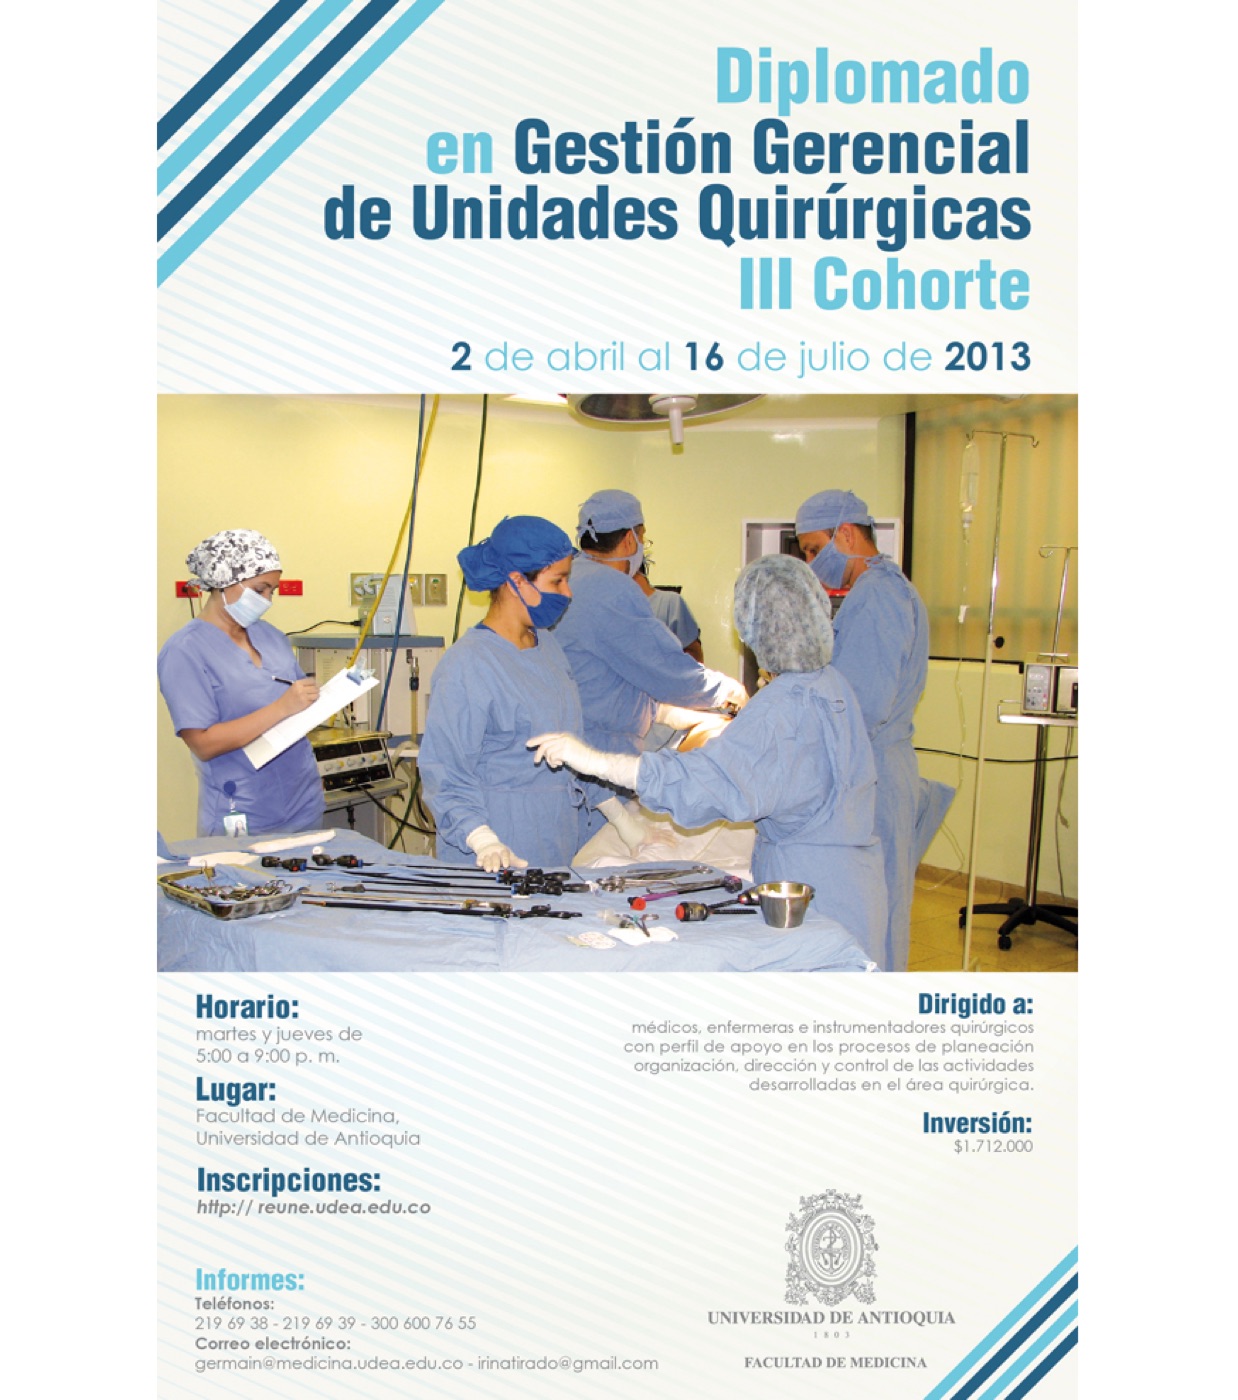 Diplomado
en Gestión Gerencial
de Unidades Quirúrgicas
III Cohorte
2 de abril al 16 de julio de 2013
Horario:
martes y jueves de
5:00 a 9:00 p. m.
Lugar:
Facultad de Medicina,
Universidad de Antioquia
Inscripciones:
http:// reune.udea.edu.co
Informes:
Teléfonos:
219 69 38 - 219 69 39 - 300 600 76 55
Correo electrónico:
germain@medicina.udea.edu.co - irinatirado@gmail.com
Dirigido a:
médicos, enfermeras e instrumentadores quirúrgicos
con perfil de apoyo en los procesos de planeación
organización, dirección y control de las actividades
desarrolladas en el área quirúrgica.
Inversión:
$1.712.000
UNIVERSIDAD DE ANTIOQUIA
1803
FACULTAD DE MEDICINA